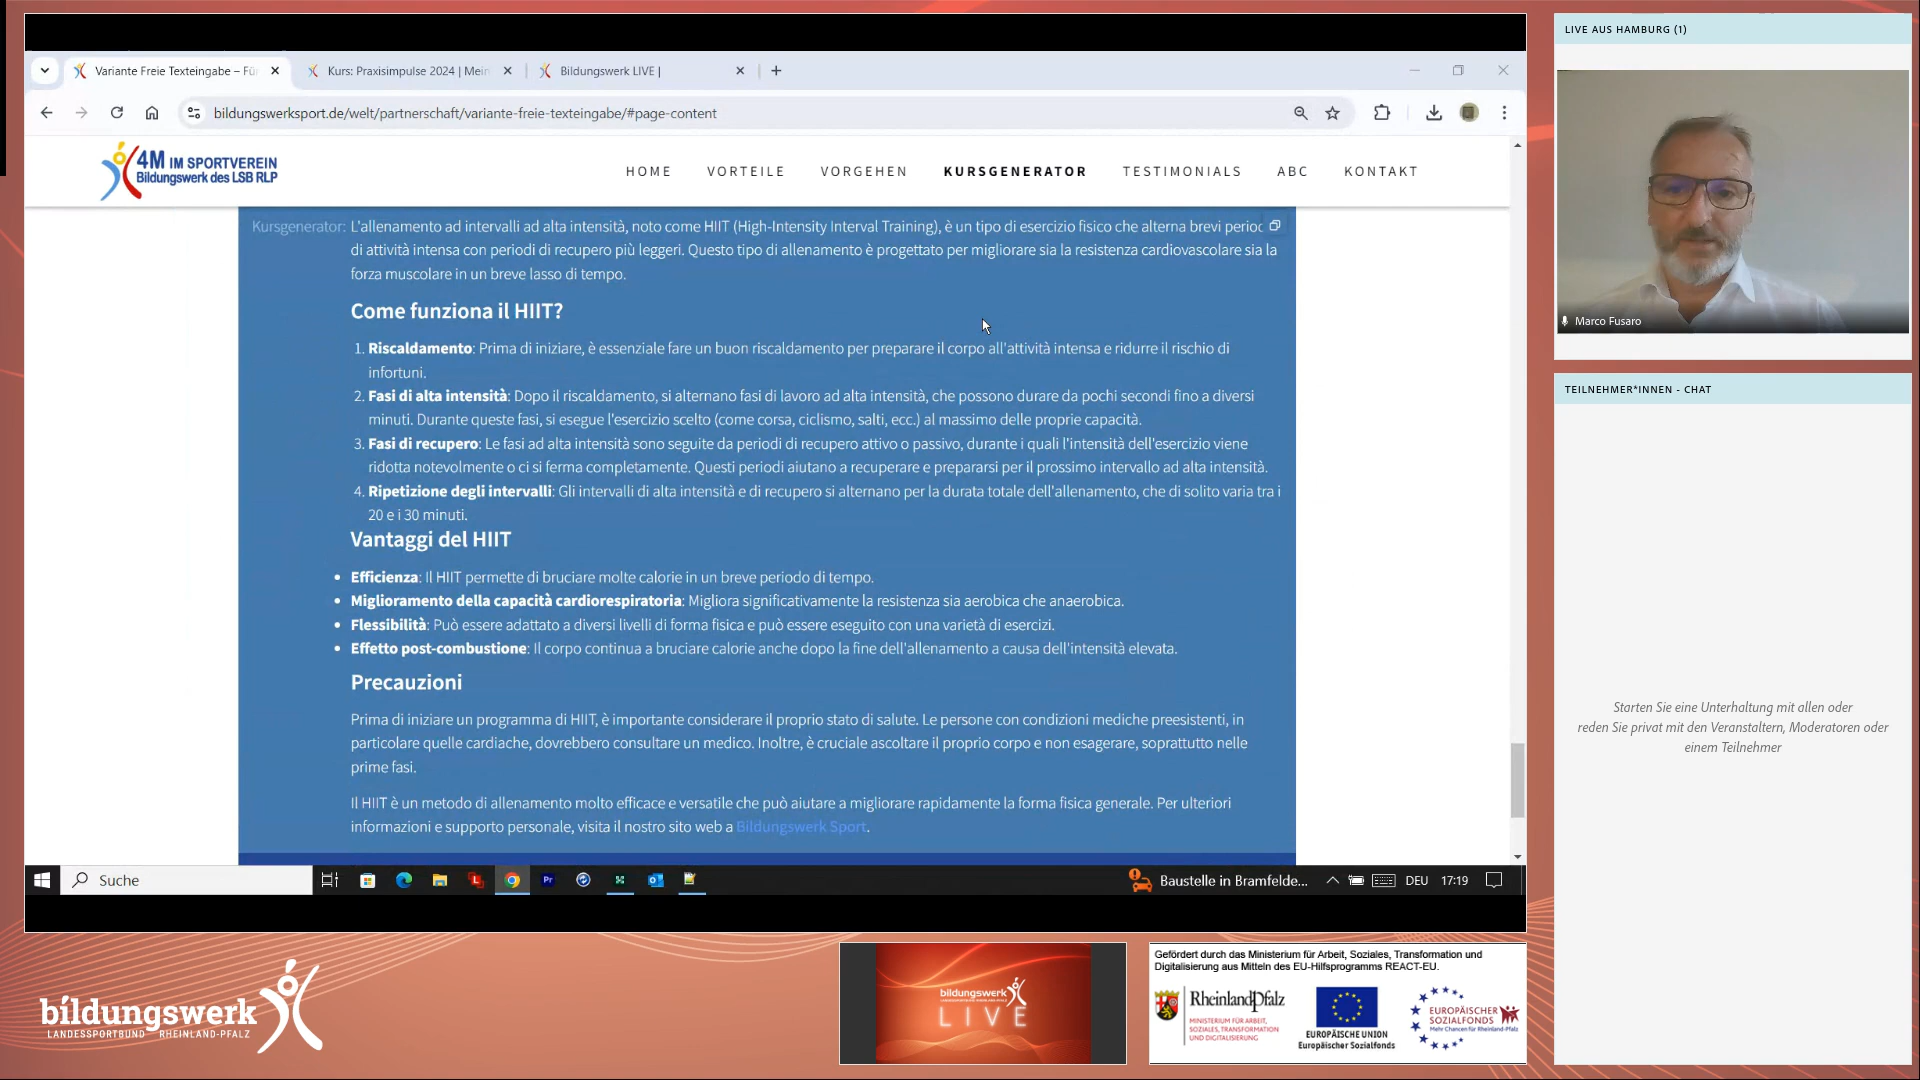 Variante Freie Texteingabe – Fü
Kurs: Praxisimpulse 2024 | Mein
Bildungswerk LIVE |
bildungswerksport.de/welt/partnerschaft/variante-freie-texteingabe/#page-content
4M IM SPORTVEREIN
Bildungswerk des LSB RLP
HOME VORTEILE VORGEHEN KURSGENERATOR TESTIMONIALS ABC KONTAKT
Kursgenerator: L'allenamento ad intervalli ad alta intensità, noto come HIIT (High-Intensity Interval Training), è un tipo di esercizio fisico che alterna brevi perioc
di attività intensa con periodi di recupero più leggeri. Questo tipo di allenamento è progettato per migliorare sia la resistenza cardiovascolare sia la
forza muscolare in un breve lasso di tempo.
Come funziona il HIIT?
1. Riscaldamento: Prima di iniziare, è essenziale fare un buon riscaldamento per preparare il corpo all'attività intensa e ridurre il rischio di
infortuni.
2. Fasi di alta intensità: Dopo il riscaldamento, si alternano fasi di lavoro ad alta intensità, che possono durare da pochi secondi fino a diversi
minuti. Durante queste fasi, si esegue l'esercizio scelto (come corsa, ciclismo, salti, ecc.) al massimo delle proprie capacità.
3. Fasi di recupero: Le fasi ad alta intensità sono seguite da periodi di recupero attivo o passivo, durante i quali l'intensità dell'esercizio viene
ridotta notevolmente o ci si ferma completamente. Questi periodi aiutano a recuperare e prepararsi per il prossimo intervallo ad alta intensità.
4. Ripetizione degli intervalli: Gli intervalli di alta intensità e di recupero si alternano per la durata totale dell'allenamento, che di solito varia tra i
20 e i 30 minuti.
Vantaggi del HIIT
• Efficienza: Il HIIT permette di bruciare molte calorie in un breve periodo di tempo.
• Miglioramento della capacità cardiorespiratoria: Migliora significativamente la resistenza sia aerobica che anaerobica.
• Flessibilità: Può essere adattato a diversi livelli di forma fisica e può essere eseguito con una varietà di esercizi.
• Effetto post-combustione: Il corpo continua a bruciare calorie anche dopo la fine dell'allenamento a causa dell'intensità elevata.
Precauzioni
Prima di iniziare un programma di HIIT, è importante considerare il proprio stato di salute. Le persone con condizioni mediche preesistenti, in
particolare quelle cardiache, dovrebbero consultare un medico. Inoltre, è cruciale ascoltare il proprio corpo e non esagerare, soprattutto nelle
prime fasi.
Il HIIT è un metodo di allenamento molto efficace e versatile che può aiutare a migliorare rapidamente la forma fisica generale. Per ulteriori
informazioni e supporto personale, visita il nostro sito web a Bildungswerk Sport.
Suche
Pr
Baustelle in Bramfelde...
DEU
17:19
LIVE AUS HAMBURG (1)
Marco Fusaro
TEILNEHMER*INNEN - CHAT
Starten Sie eine Unterhaltung mit allen oder
reden Sie privat mit den Veranstaltern, Moderatoren oder
einem Teilnehmer
bildungswerk
LANDESSPORTBUND RHEINLAND-PFALZ
bildungswerk
LIVE
Gefördert durch das Ministerium für Arbeit, Soziales, Transformation und
Digitalisierung aus Mitteln des EU-Hilfsprogramms REACT-EU.
RheinlandPfalz
MINISTERIUM FÜR ARBEIT,
SOZIALES, TRANSFORMATION
UND DIGITALISIERUNG
EUROPÄISCHE UNION
Europäischer Sozialfonds
EUROPÄISCHER
SOZIALFONDS
Mehr Chancen für Rheinland-Pfalz